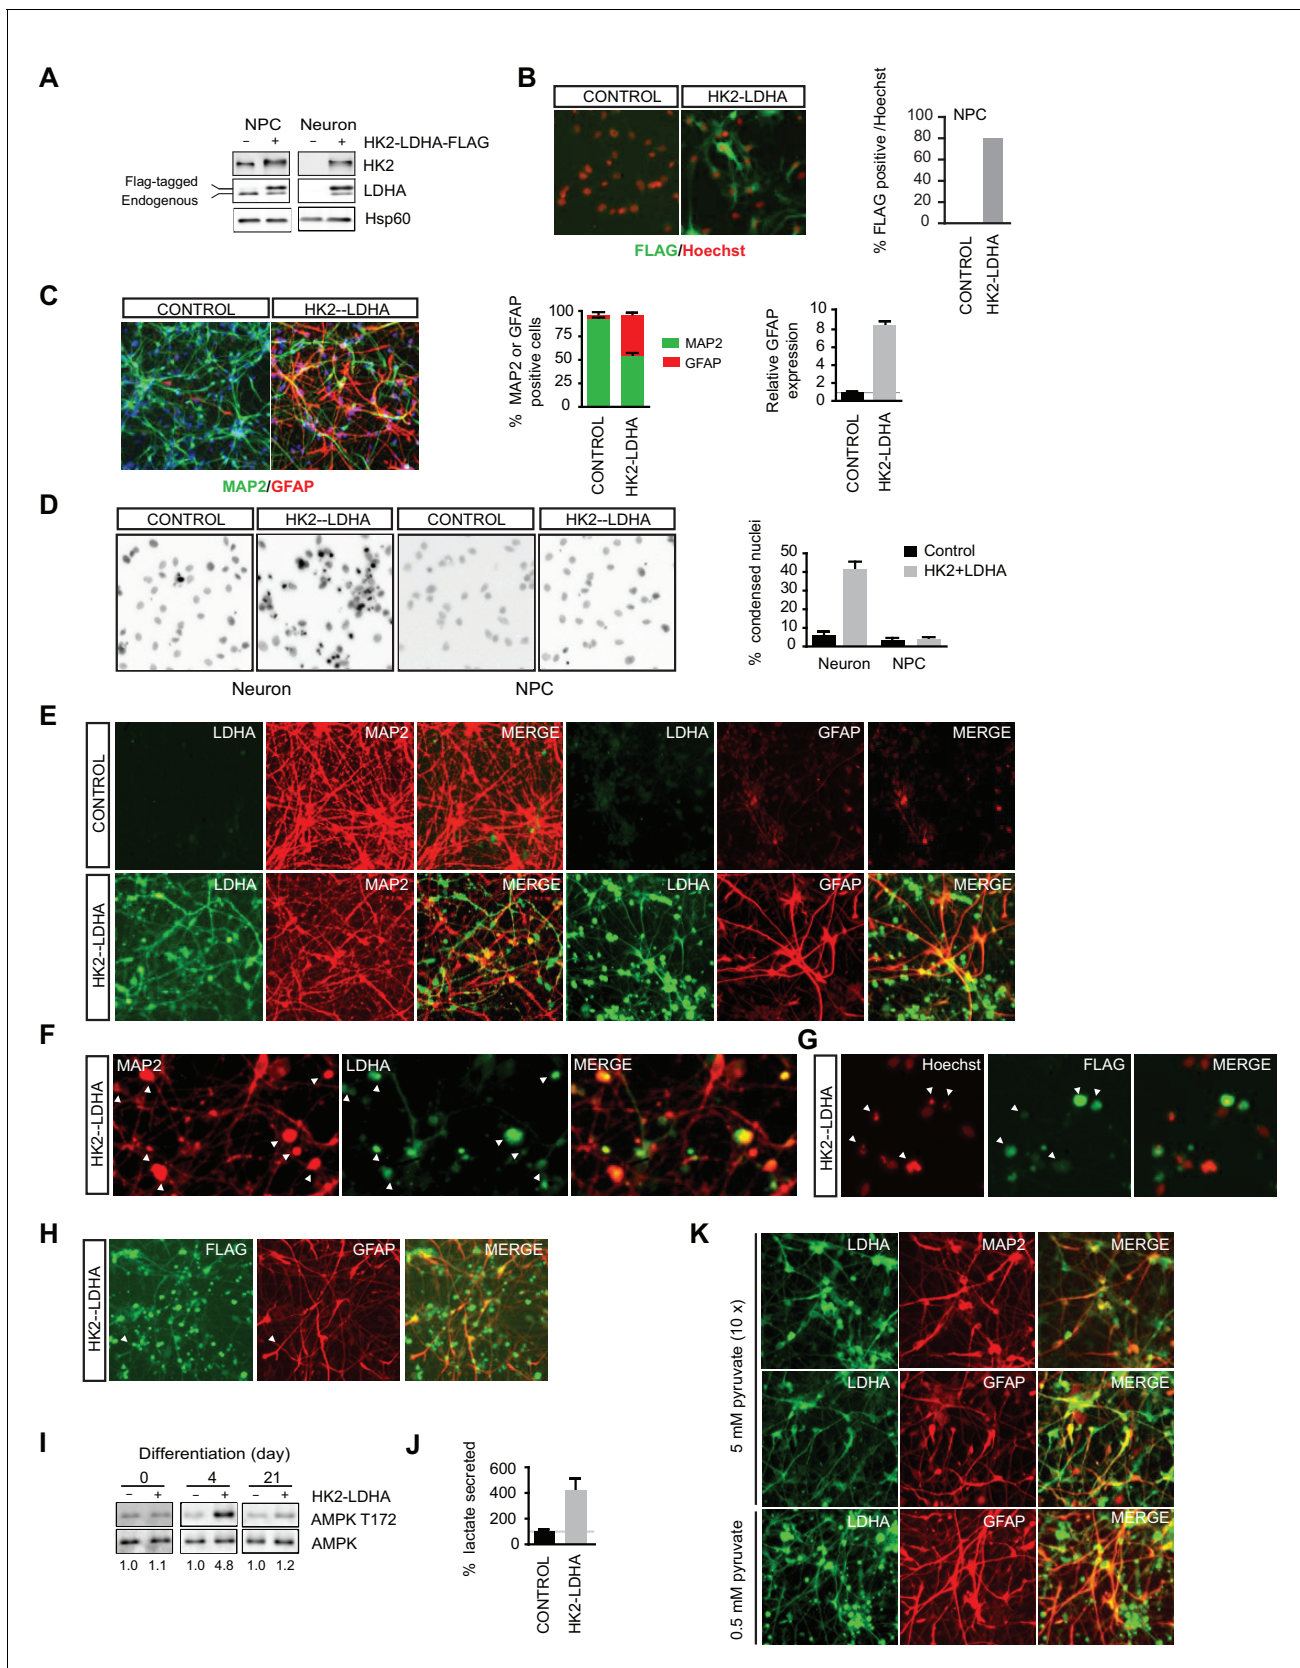 A
NPC Neuron
– + – + HK2-LDHA-FLAG
HK2
Flag-tagged
Endogenous
LDHA
Hsp60
B
CONTROL HK2-LDHA
FLAG/Hoechst
% FLAG positive /Hoechst
NPC
100
80
60
40
20
0
CONTROL
HK2-LDHA
C
CONTROL HK2--LDHA
MAP2/GFAP
% MAP2 or GFAP
positive cells
100
75
50
25
0
CONTROL
HK2-LDHA
MAP2
GFAP
Relative GFAP
expression
10
8
6
4
2
0
CONTROL
HK2-LDHA
D
CONTROL HK2--LDHA CONTROL HK2--LDHA
Neuron NPC
% condensed nuclei
50
40
30
20
10
0
Control
HK2+LDHA
Neuron NPC
E
CONTROL
LDHA MAP2 MERGE LDHA GFAP MERGE
HK2--LDHA
LDHA MAP2 MERGE LDHA GFAP MERGE
F
HK2--LDHA
MAP2 LDHA MERGE
G
HK2--LDHA
Hoechst FLAG MERGE
H
HK2--LDHA
FLAG GFAP MERGE
I
Differentiation (day)
0 4 21
– + – + – + HK2-LDHA
AMPK T172
AMPK
1.0 1.1 1.0 4.8 1.0 1.2
J
% lactate secreted
600
400
200
0
CONTROL
HK2-LDHA
K
5 mM pyruvate (10 x)
LDHA MAP2 MERGE
LDHA GFAP MERGE
0.5 mM pyruvate
LDHA GFAP MERGE